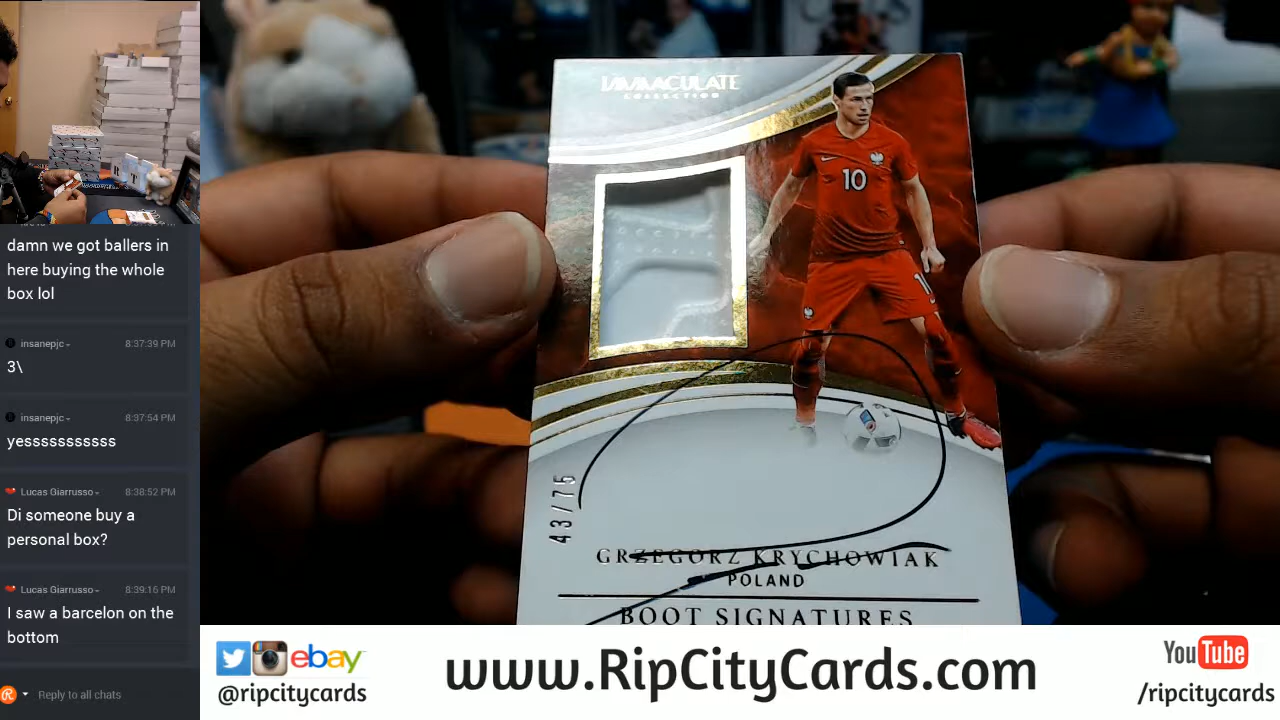 damn we got ballers in
here buying the whole
box lol
insanepjc
8:37:39 PM
3\
insanepjc
8:37:54 PM
yesssssssssss
Lucas Giarrusso
8:38:52 PM
Di someone buy a
personal box?
Lucas Giarrusso
8:39:16 PM
I saw a barcelon on the
bottom
Reply to all chats
IMMACULATE
COLLECTION
10
10
43/75
GRZEGORZ KRYCHOWIAK
POLAND
BOOT SIGNATURES
ebay
@ripcitycards
www.RipCityCards.com
YouTube
/ripcitycards